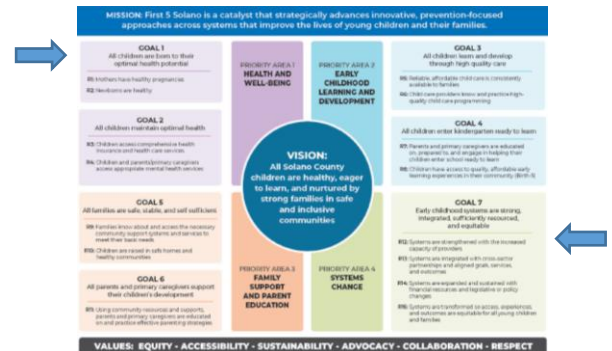 MISSION: First 5 Solano is a catalyst that strategically advances innovative, prevention-focused
approaches across systems that improve the lives of young children and their families.
GOAL 1
All children are born to their
optimal health potential
R1: Mothers have healthy pregnancies
R2: Newborns are healthy
GOAL 2
All children maintain optimal health
R3: Children access comprehensive health
insurance and health care services
R4: Children and parents/primary caregivers
access appropriate mental health services
PRIORITY AREA 1
HEALTH AND
WELL-BEING
PRIORITY AREA 2
EARLY
CHILDHOOD
LEARNING AND
DEVELOPMENT
GOAL 3
All children learn and develop
through high quality care
R5: Reliable, affordable child care is consistently
available to families
R6: Child care providers know and practice high-
quality child care programming
GOAL 4
All children enter kindergarten ready to learn
R7: Parents and primary caregivers are educated
on, prepared to, and engage in helping their
children enter school ready to learn
R8: Children have access to quality, affordable early
learning experiences in their community (Birth-5)
VISION:
All Solano County
children are healthy, eager
to learn, and nurtured by
strong families in safe
and inclusive
communities
GOAL 5
All families are safe, stable, and self sufficient
R9: Families know about and access the necessary
community support systems and services to
meet their basic needs
R10: Children are raised in safe homes and
healthy communities
GOAL 6
All parents and primary caregivers support
their children's development
R11: Using community resources and supports,
parents and primary caregivers are educated
on and practice effective parenting strategies
PRIORITY AREA 3
FAMILY
SUPPORT
AND PARENT
EDUCATION
PRIORITY AREA 4
SYSTEMS
CHANGE
GOAL 7
Early childhood systems are strong,
integrated, sufficiently resourced,
and equitable
R12: Systems are strengthened with the increased
capacity of providers
R13: Systems are integrated with cross-sector
partnerships and aligned goals, services,
and outcomes
R14: Systems are expanded and sustained with
financial resources and legislative or policy
changes
R15: Systems are transformed so access, experiences,
and outcomes are equitable for all young children
and families
VALUES: EQUITY - ACCESSIBILITY - SUSTAINABILITY - ADVOCACY - COLLABORATION - RESPECT